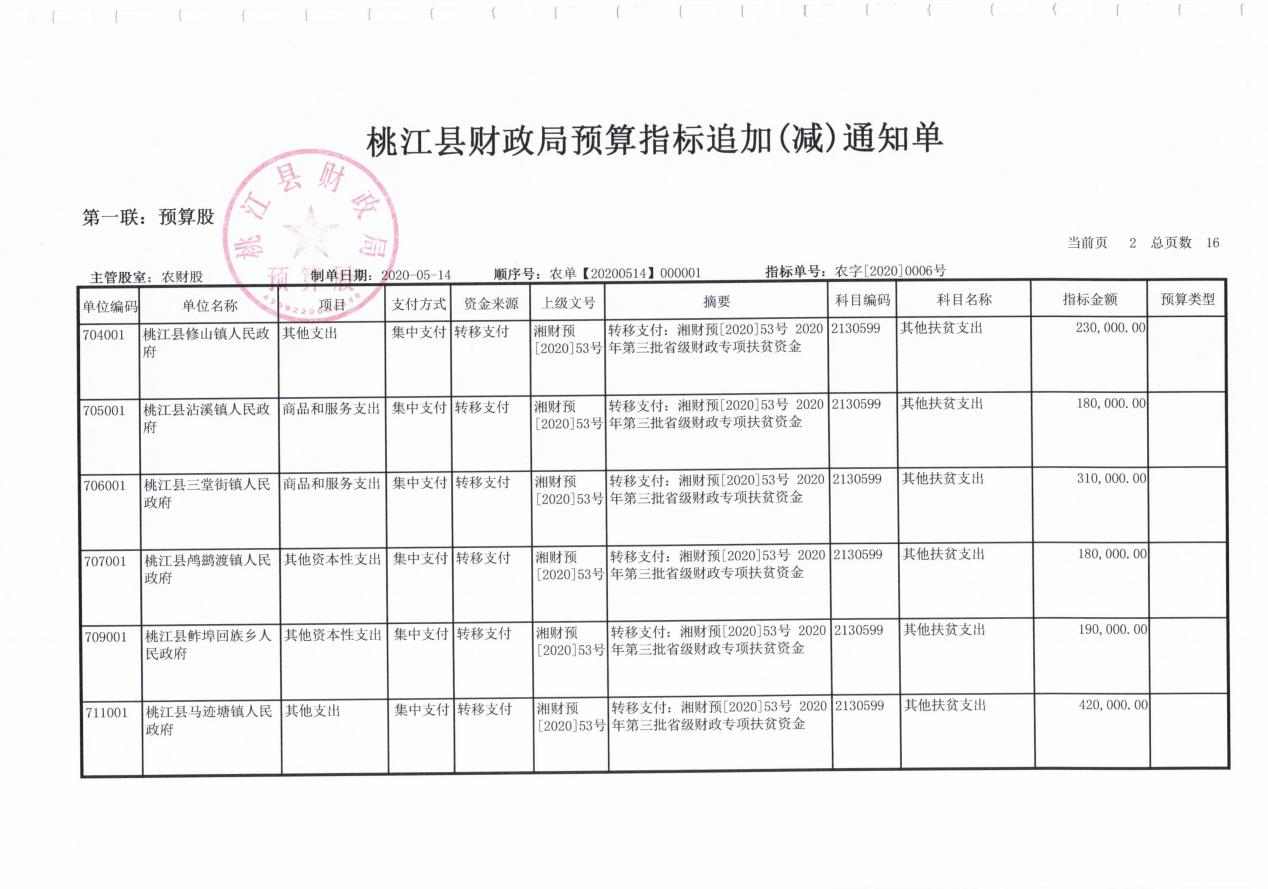 桃江县财政局预算指标追加(减)通知单
第一联：预算股
当前页 2 总页数 16
主管股室：农财股 制单日期：2020-05-14 顺序号：农单【20200514】000001 指标单号：农字[2020]0006号
桃江县财政局
预算股
单位编码 单位名称 项目 支付方式 资金来源 上级文号 摘要 科目编码 科目名称 指标金额 预算类型
704001 桃江县修山镇人民政 其他支出 集中支付 转移支付 湘财预 转移支付：湘财预[2020]53号 2020 2130599 其他扶贫支出 230,000.00
府 [2020]53号 年第三批省级财政专项扶贫资金
705001 桃江县沾溪镇人民政 商品和服务支出 集中支付 转移支付 湘财预 转移支付：湘财预[2020]53号 2020 2130599 其他扶贫支出 180,000.00
府 [2020]53号 年第三批省级财政专项扶贫资金
706001 桃江县三堂街镇人民 商品和服务支出 集中支付 转移支付 湘财预 转移支付：湘财预[2020]53号 2020 2130599 其他扶贫支出 310,000.00
政府 [2020]53号 年第三批省级财政专项扶贫资金
707001 桃江县鸬鹚渡镇人民 其他资本性支出 集中支付 转移支付 湘财预 转移支付：湘财预[2020]53号 2020 2130599 其他扶贫支出 180,000.00
政府 [2020]53号 年第三批省级财政专项扶贫资金
709001 桃江县鲊埠回族乡人 其他资本性支出 集中支付 转移支付 湘财预 转移支付：湘财预[2020]53号 2020 2130599 其他扶贫支出 190,000.00
民政府 [2020]53号 年第三批省级财政专项扶贫资金
711001 桃江县马迹塘镇人民 其他支出 集中支付 转移支付 湘财预 转移支付：湘财预[2020]53号 2020 2130599 其他扶贫支出 420,000.00
政府 [2020]53号 年第三批省级财政专项扶贫资金